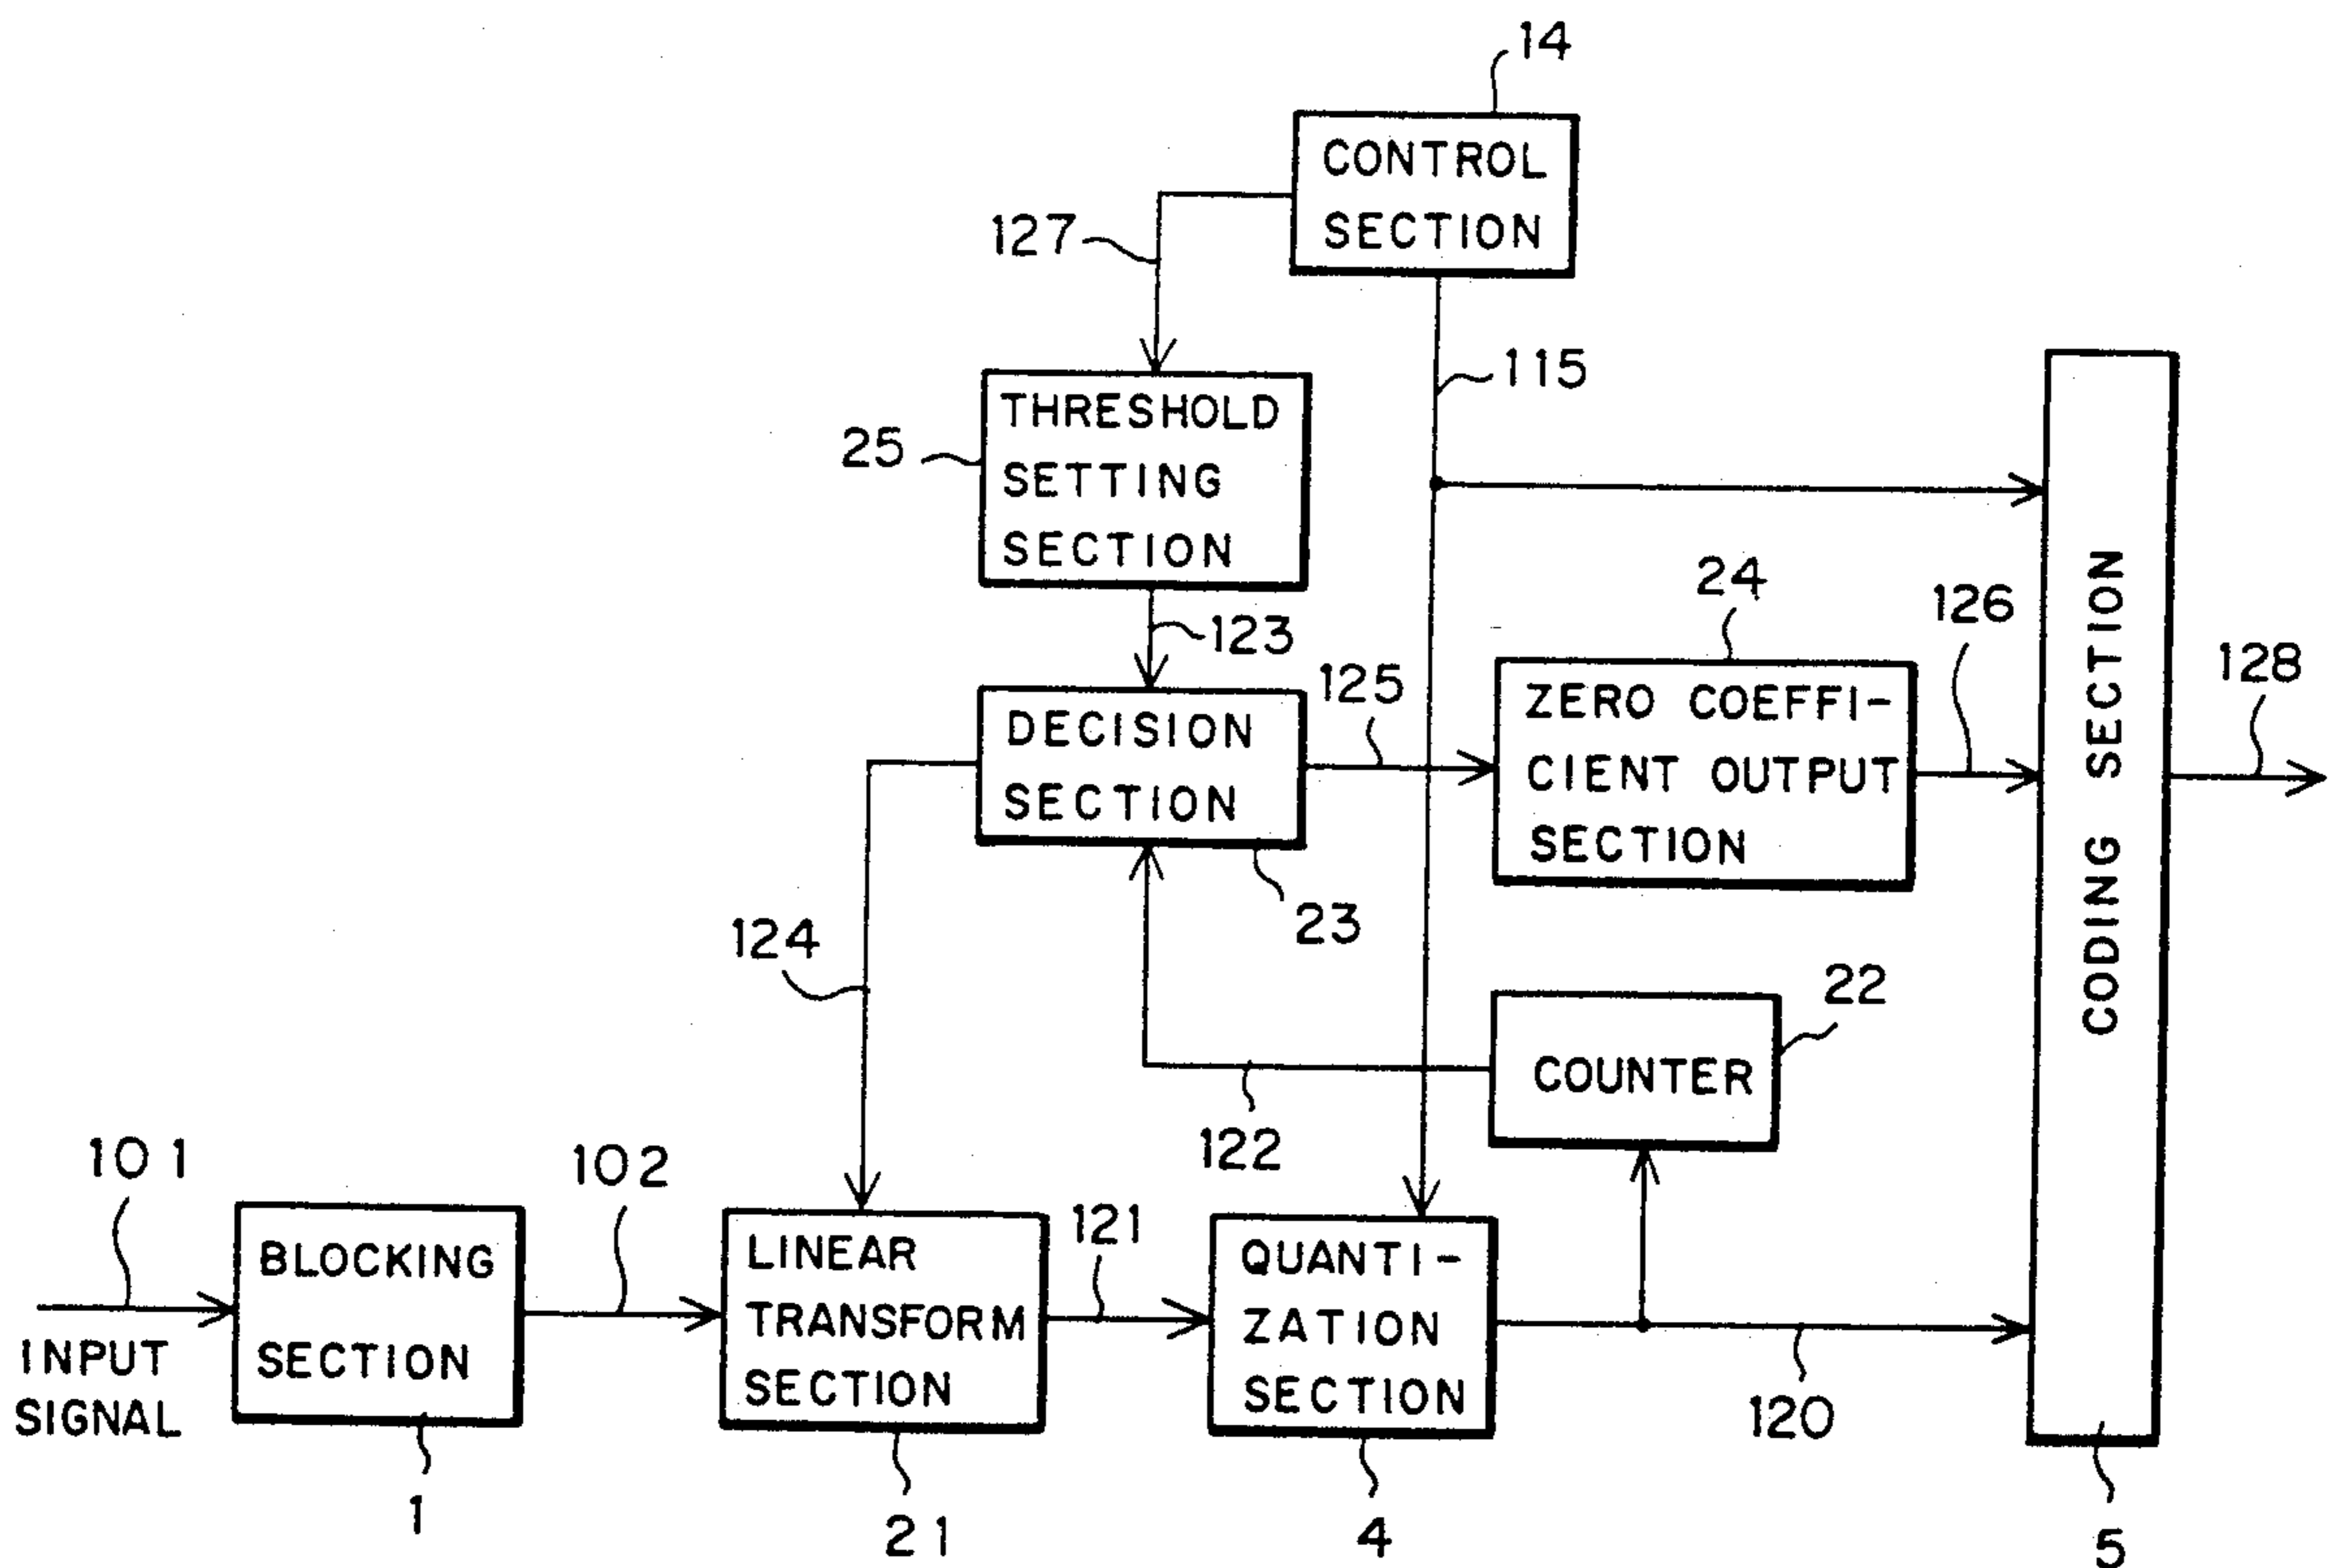 14
CONTROL
SECTION
127
115
THRESHOLD
SETTING
SECTION
25
123
24
126
128
125
DECISION
SECTION
ZERO COEFFI-
CIENT OUTPUT
SECTION
CODING SECTION
23
124
22
COUNTER
122
101
102
121
INPUT
SIGNAL
BLOCKING
SECTION
LINEAR
TRANSFORM
SECTION
QUANTI-
ZATION
SECTION
120
1
21
4
5